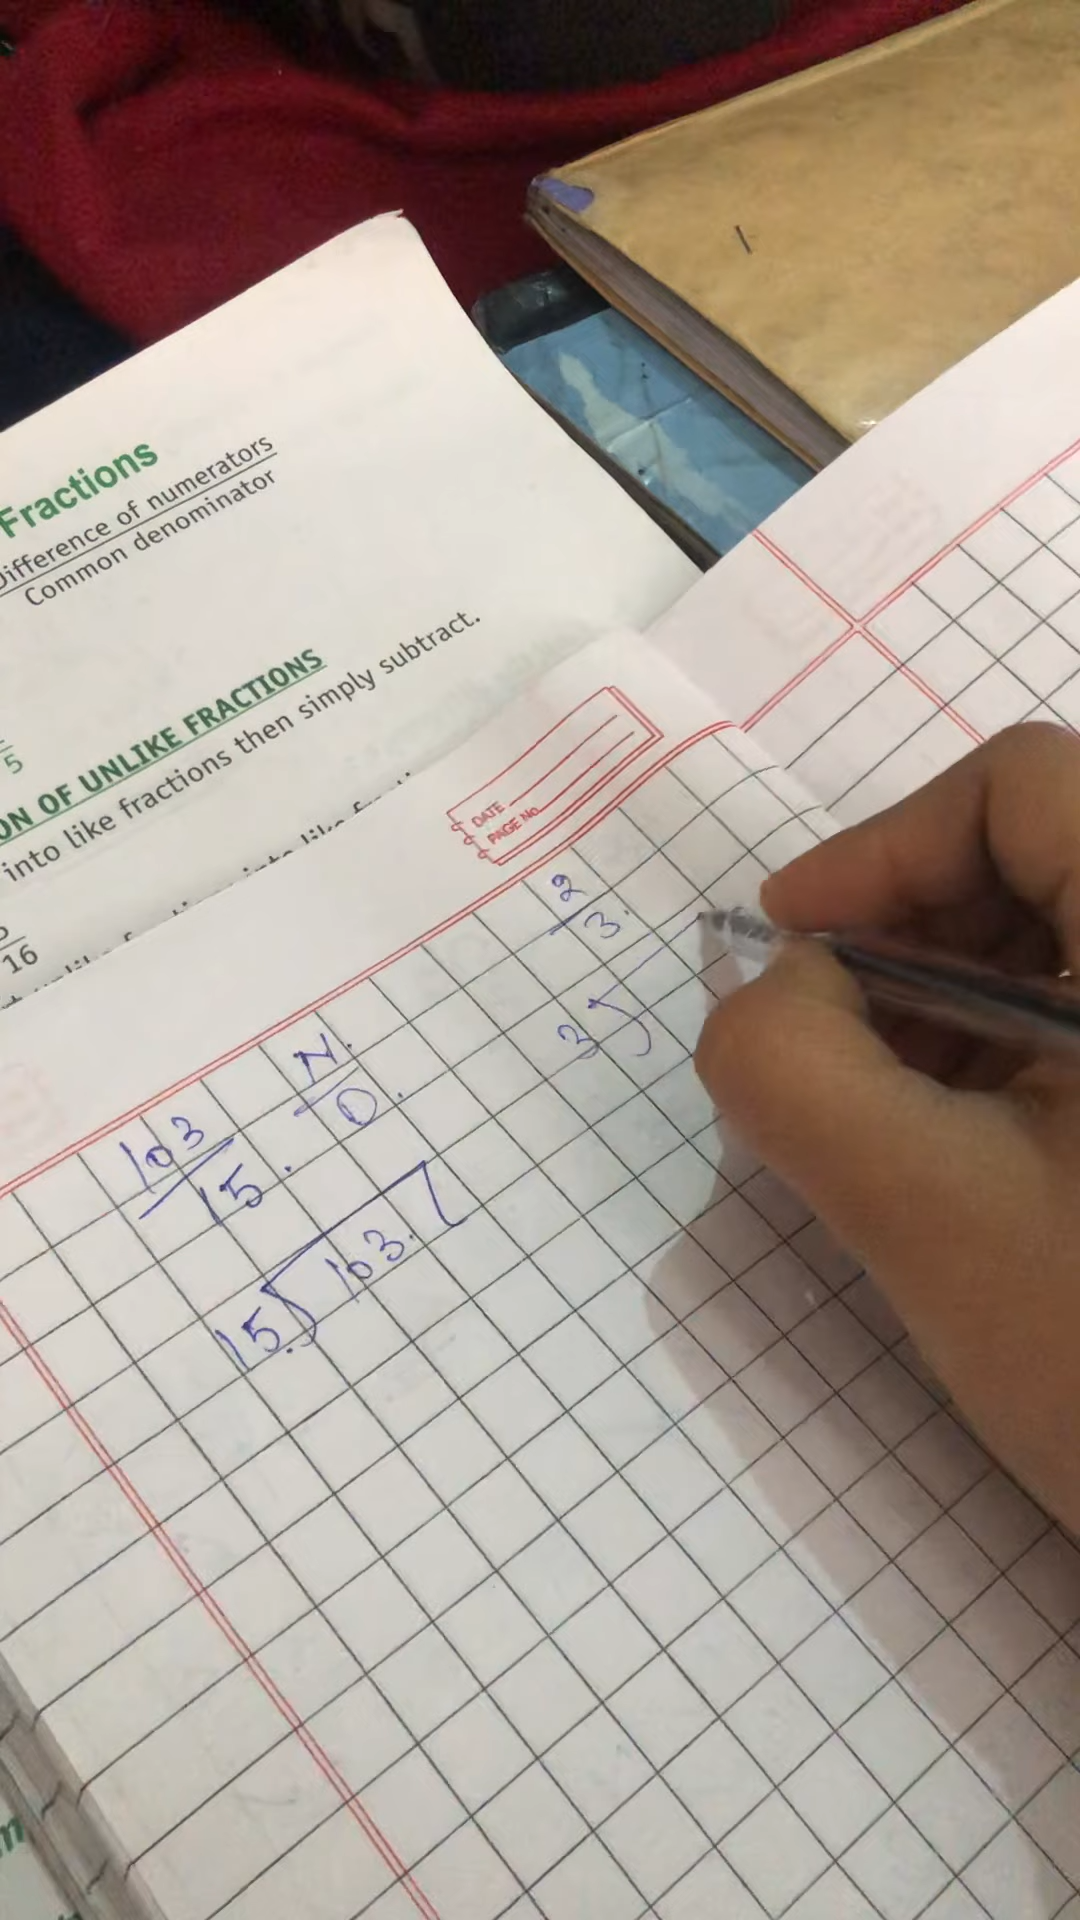 Fractions
Difference of numerators
Common denominator
5
ON OF UNLIKE FRACTIONS
into like fractions then simply subtract.
16
DATE
PAGE No.
103
15.
N.
D.
2
3.
15 103.
3